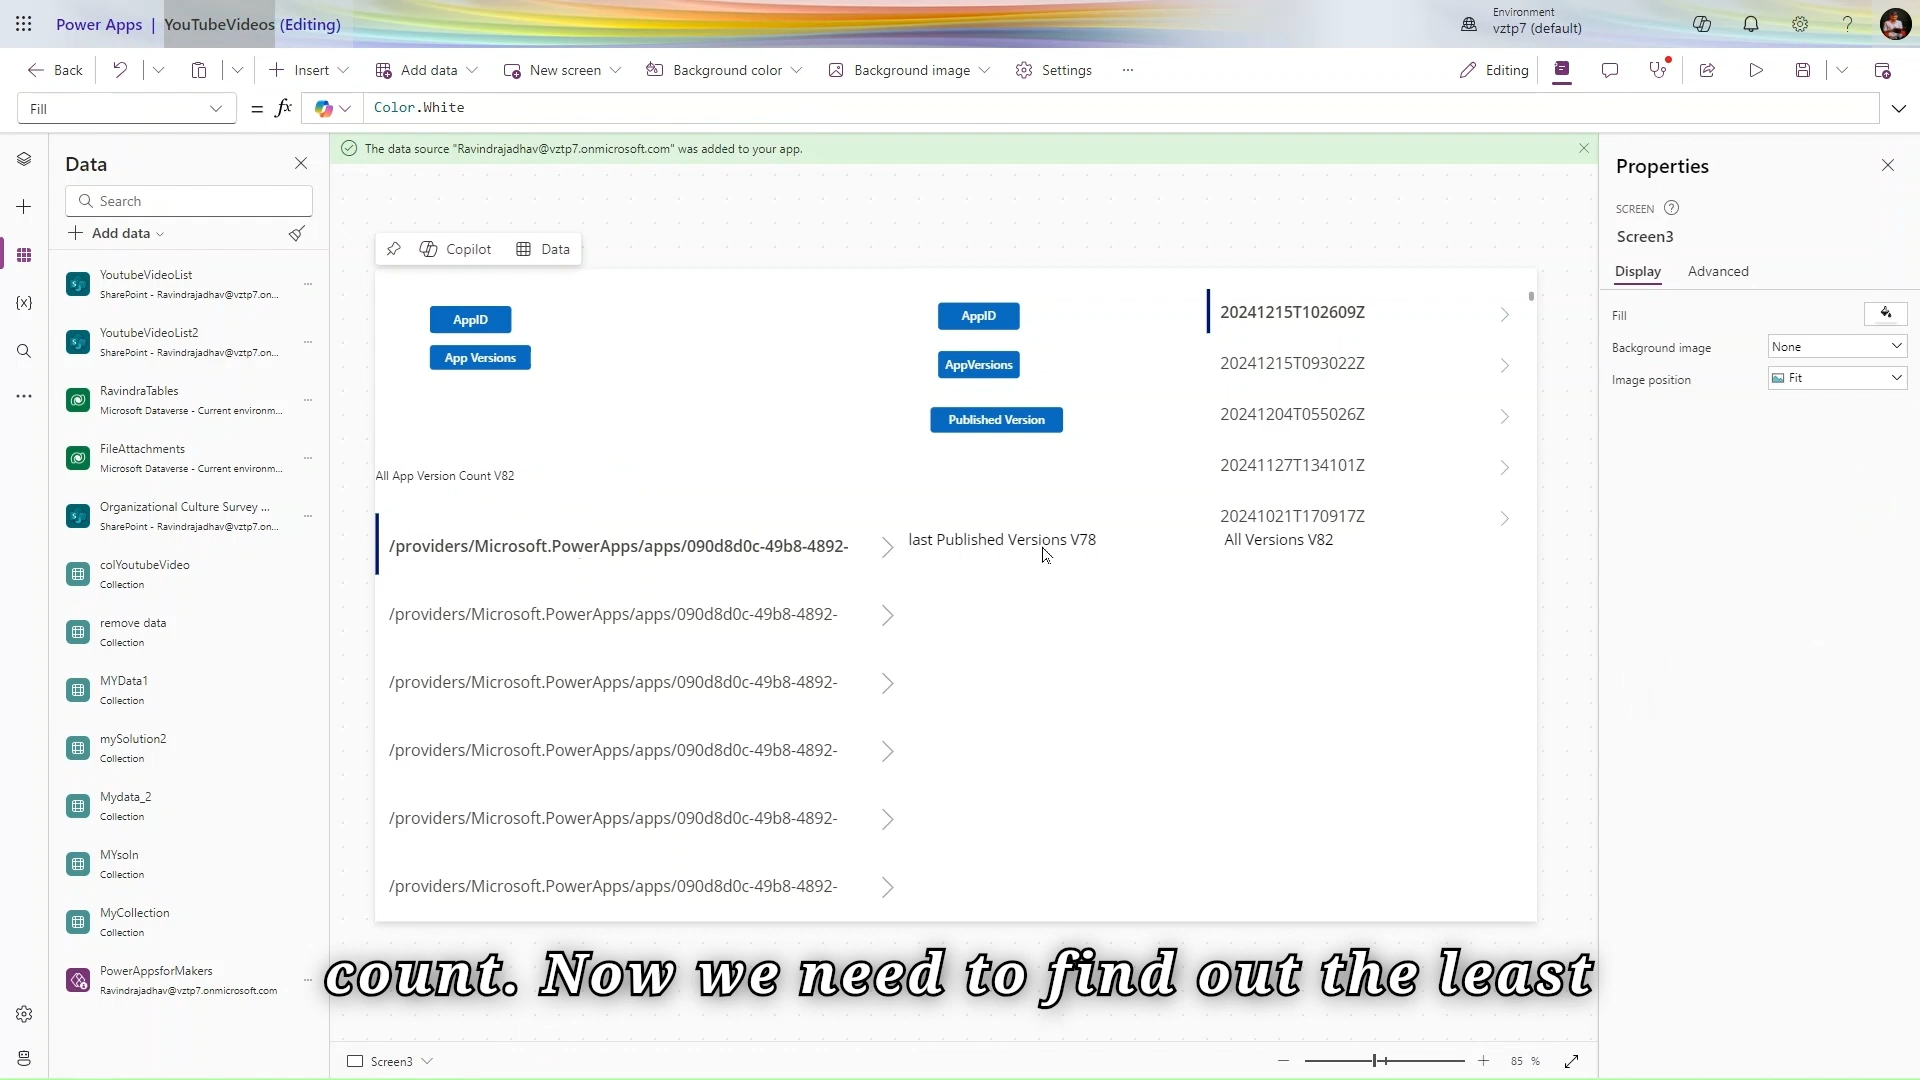 Power Apps | YouTubeVideos (Editing)
Environment
vztp7 (default)
Back
Insert
Add data
New screen
Background color
Background image
Settings
Editing
Fill
= fx
Color.White
Data
Search
Add data
YoutubeVideoList
SharePoint - Ravindrajadhav@vztp7.on...
YoutubeVideoList2
SharePoint - Ravindrajadhav@vztp7.on...
RavindraTables
Microsoft Dataverse - Current environm...
FileAttachments
Microsoft Dataverse - Current environm...
Organizational Culture Survey ...
SharePoint - Ravindrajadhav@vztp7.on...
colYoutubeVideo
Collection
remove data
Collection
MYData1
Collection
mySolution2
Collection
Mydata_2
Collection
MYsoln
Collection
MyCollection
Collection
PowerAppsforMakers
Ravindrajadhav@vztp7.onmicrosoft.com
The data source "Ravindrajadhav@vztp7.onmicrosoft.com" was added to your app.
Copilot
Data
AppID
App Versions
All App Version Count V82
/providers/Microsoft.PowerApps/apps/090d8d0c-49b8-4892-
/providers/Microsoft.PowerApps/apps/090d8d0c-49b8-4892-
/providers/Microsoft.PowerApps/apps/090d8d0c-49b8-4892-
/providers/Microsoft.PowerApps/apps/090d8d0c-49b8-4892-
/providers/Microsoft.PowerApps/apps/090d8d0c-49b8-4892-
/providers/Microsoft.PowerApps/apps/090d8d0c-49b8-4892-
AppID
AppVersions
Published Version
last Published Versions V78
20241215T102609Z
20241215T093022Z
20241204T055026Z
20241127T134101Z
20241021T170917Z
All Versions V82
Properties
SCREEN
Screen3
Display
Advanced
Fill
Background image
None
Image position
Fit
count. Now we need to find out the least
Screen3
85 %